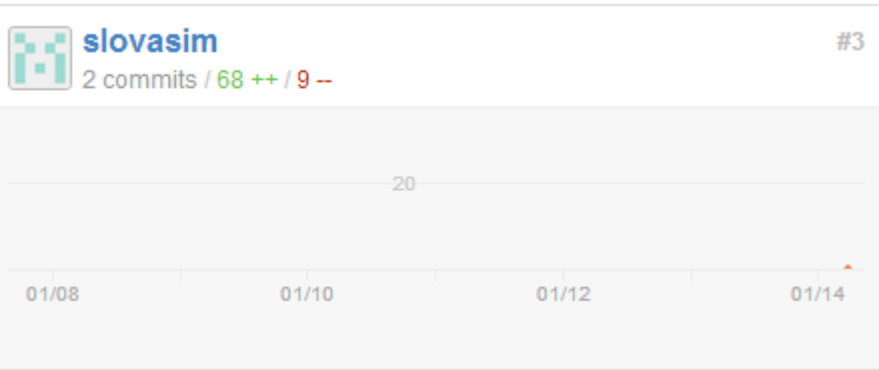 slovasim
#3
2 commits / 68 ++ / 9 --
20
01/08 01/10 01/12 01/14